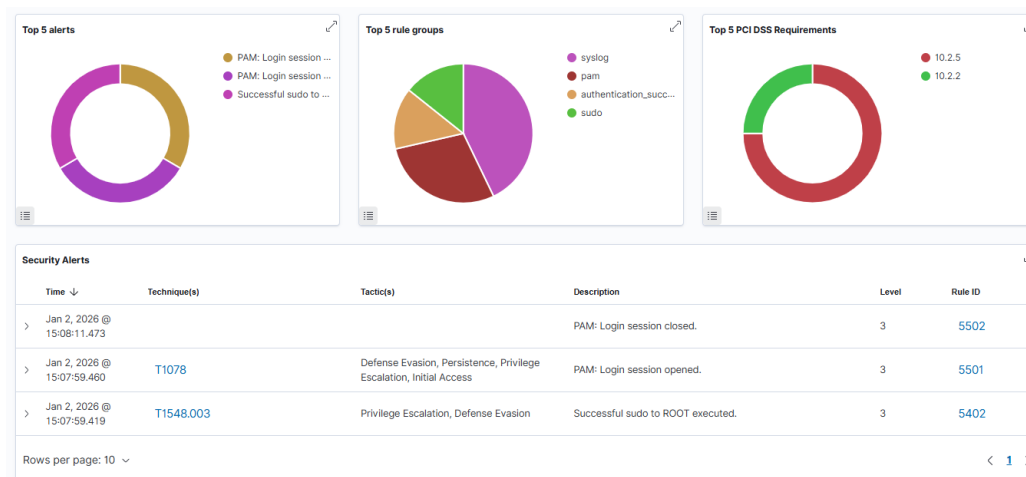 Top 5 alerts
PAM: Login session ...
PAM: Login session ...
Successful sudo to ...
Top 5 rule groups
syslog
pam
authentication_succ...
sudo
Top 5 PCI DSS Requirements
10.2.5
10.2.2
Security Alerts
Time Technique(s) Tactic(s) Description Level Rule ID
Jan 2, 2026 @
15:08:11.473
PAM: Login session closed. 3 5502
Jan 2, 2026 @
15:07:59.460
T1078
Defense Evasion, Persistence, Privilege
Escalation, Initial Access
PAM: Login session opened. 3 5501
Jan 2, 2026 @
15:07:59.419
T1548.003 Privilege Escalation, Defense Evasion Successful sudo to ROOT executed. 3 5402
Rows per page: 10
1